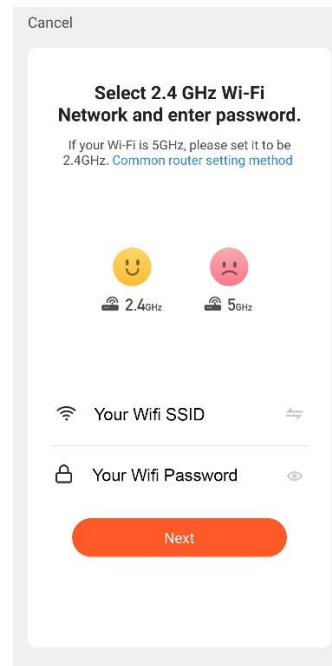 Cancel
Select 2.4 GHz Wi-Fi
Network and enter password.
If your Wi-Fi is 5GHz, please set it to be
2.4GHz. Common router setting method
2.4GHz 5GHz
Your Wifi SSID
Your Wifi Password
Next